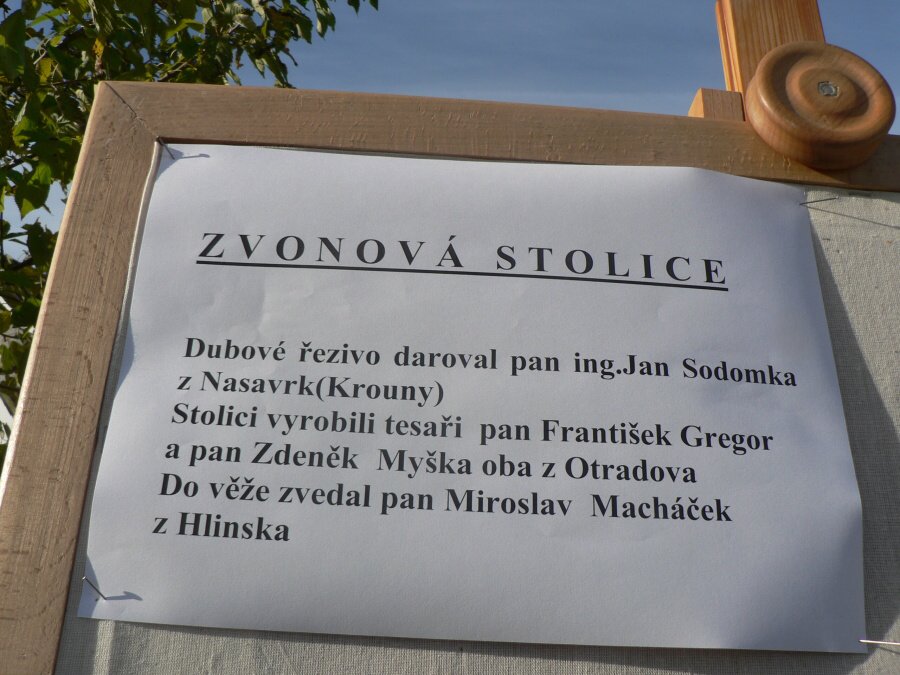 ZVONOVÁ STOLICE
Dubové řezivo daroval pan ing.Jan Sodomka
z Nasavrk(Krouny)
Stolici vyrobili tesaři pan František Gregor
a pan Zdeněk Myška oba z Otradova
Do věže zvedal pan Miroslav Macháček
z Hlinska